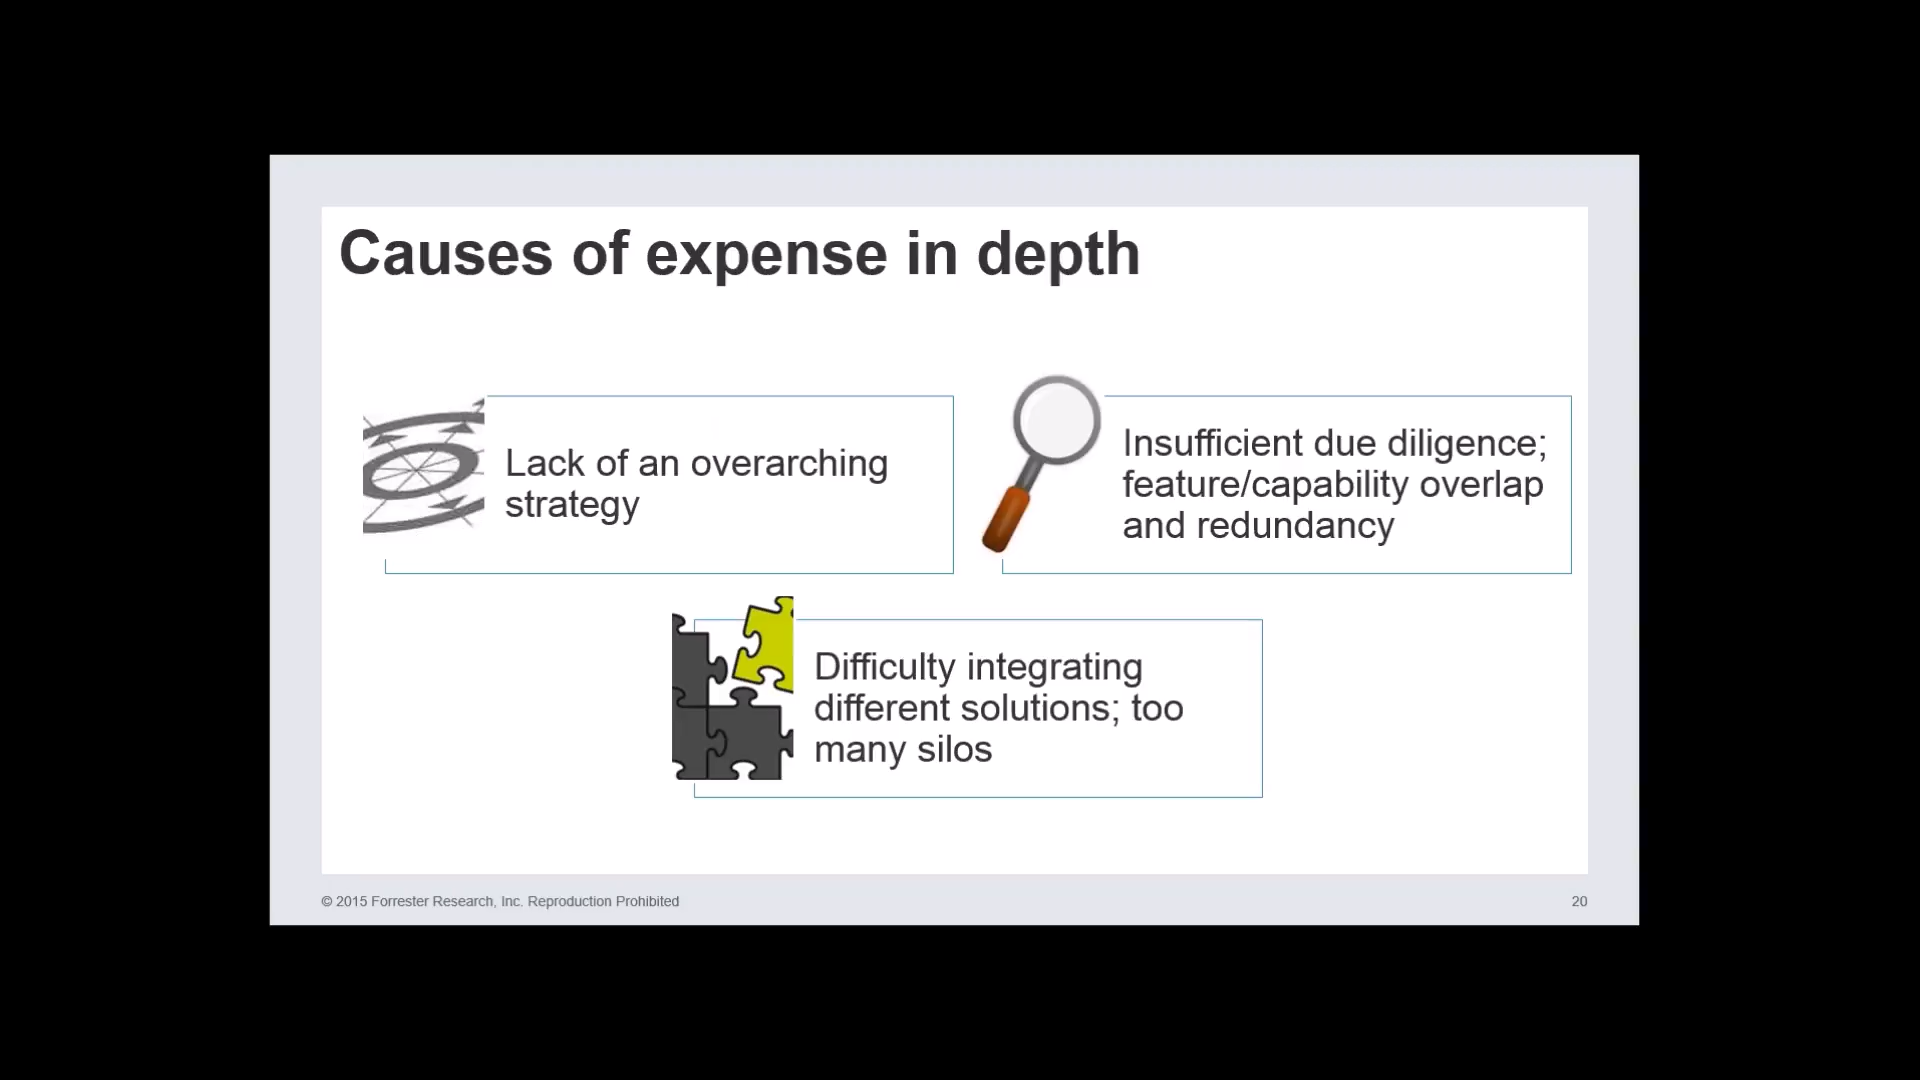 Causes of expense in depth
Lack of an overarching
strategy
Insufficient due diligence;
feature/capability overlap
and redundancy
Difficulty integrating
different solutions; too
many silos
© 2015 Forrester Research, Inc. Reproduction Prohibited
20